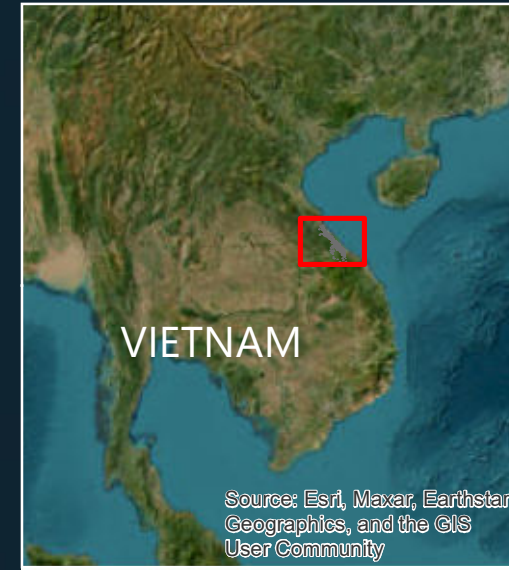 VIETNAM
Source: Esri, Maxar, Earthstar
Geographics, and the GIS
User Community